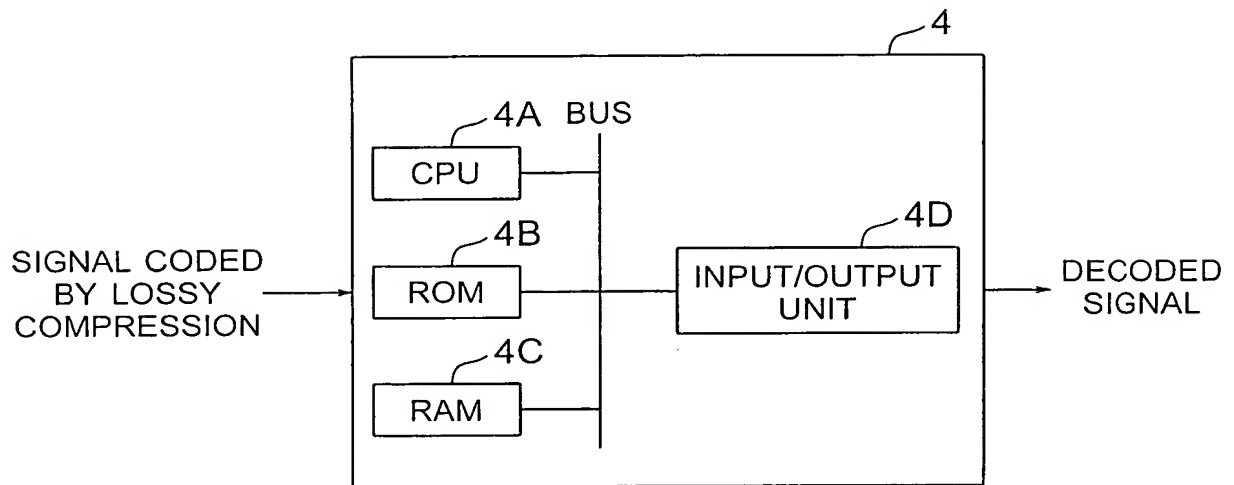 4
4A
BUS
CPU
4B
4D
SIGNAL CODED
BY LOSSY
COMPRESSION
ROM
INPUT/OUTPUT
UNIT
DECODED
SIGNAL
4C
RAM